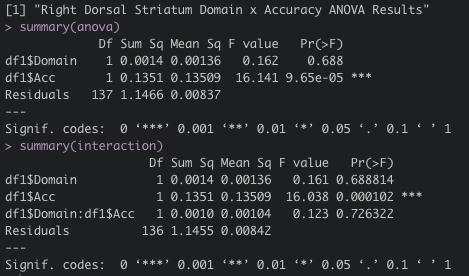 [1] "Right Dorsal Striatum Domain x Accuracy ANOVA Results"
> summary(anova)
Df Sum Sq Mean Sq F value Pr(>F)
df1$Domain 1 0.0014 0.00136 0.162 0.688
df1$Acc 1 0.1351 0.13509 16.141 9.65e-05 ***
Residuals 137 1.1466 0.00837
---
Signif. codes: 0 ‘***’ 0.001 ‘**’ 0.01 ‘*’ 0.05 ‘.’ 0.1 ‘ ’ 1
> summary(interaction)
Df Sum Sq Mean Sq F value Pr(>F)
df1$Domain 1 0.0014 0.00136 0.161 0.688814
df1$Acc 1 0.1351 0.13509 16.038 0.000102 ***
df1$Domain:df1$Acc 1 0.0010 0.00104 0.123 0.726322
Residuals 136 1.1455 0.00842
---
Signif. codes: 0 ‘***’ 0.001 ‘**’ 0.01 ‘*’ 0.05 ‘.’ 0.1 ‘ ’ 1